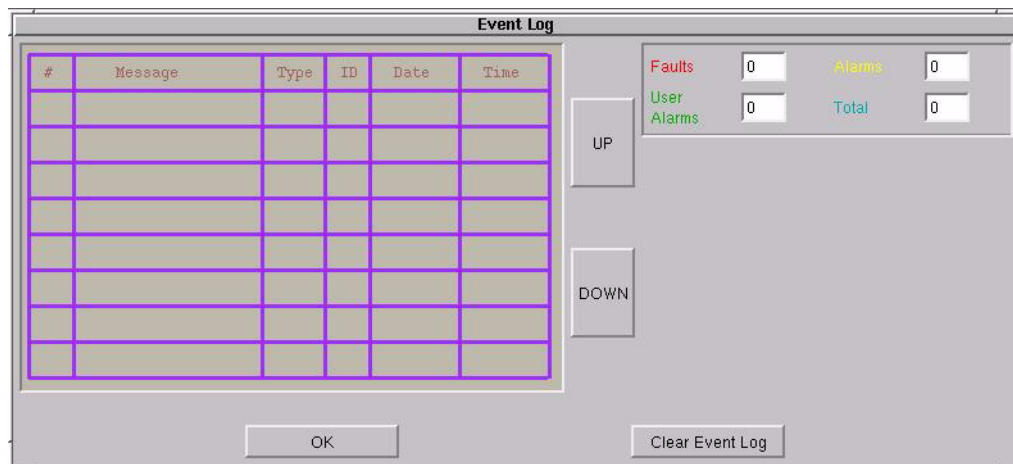 Event Log
# Message Type ID Date Time
Faults 0 Alarms 0
User Alarms 0 Total 0
UP
DOWN
OK Clear Event Log